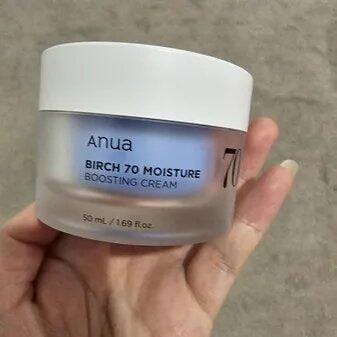 Anua
BIRCH 70 MOISTURE
BOOSTING CREAM
50 mL / 1.69 fl.oz.
70